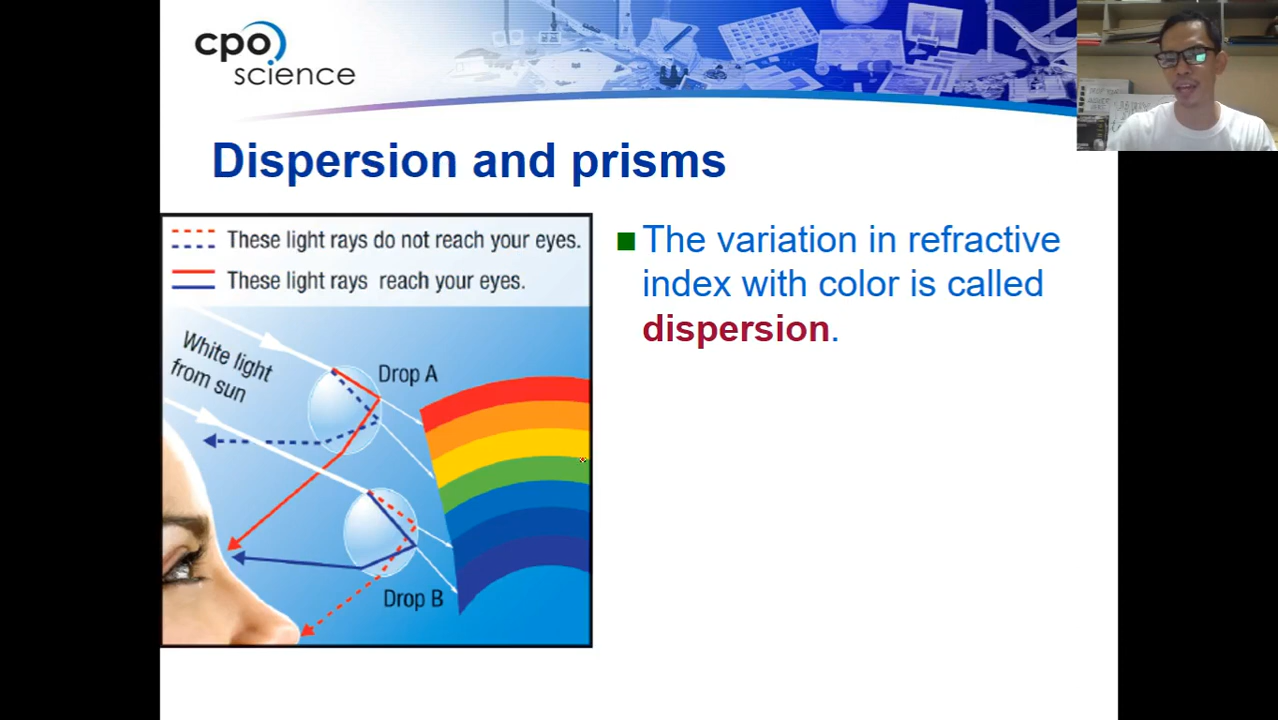 cpo
science
Dispersion and prisms
These light rays do not reach your eyes.
These light rays reach your eyes.
White light
from sun
Drop A
Drop B
■ The variation in refractive
index with color is called
dispersion.